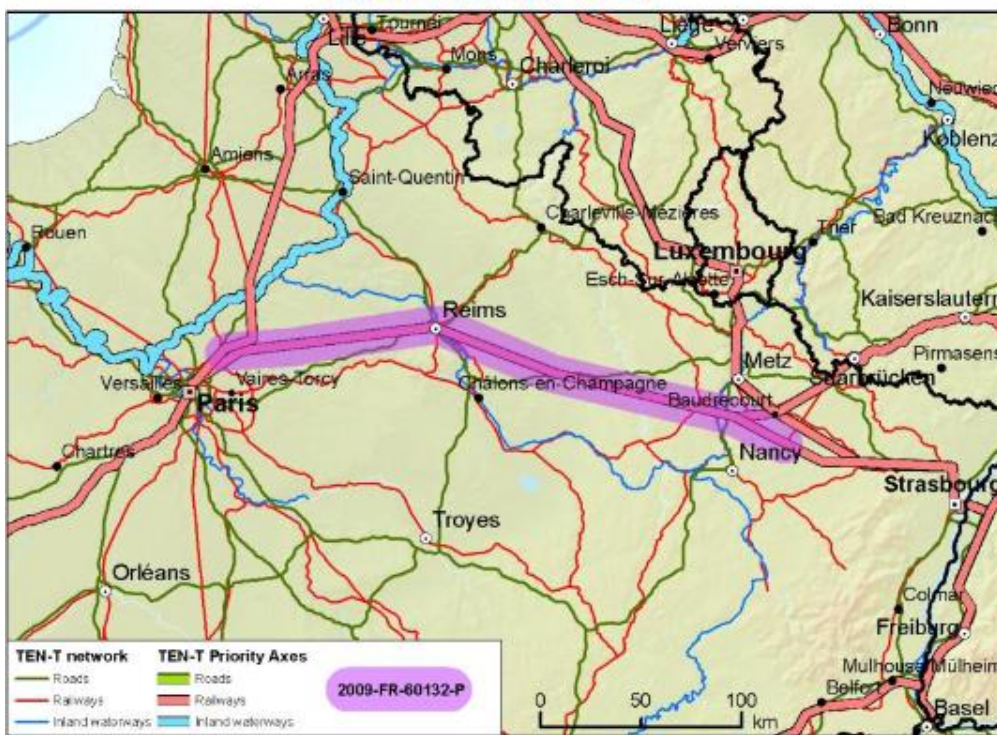 Tournai
Lille
Liège
Verviers
Bonn
Mons
Charleroi
Arras
Neuwied
Koblenz
Amiens
Saint-Quentin
Charleville-Mézières
Bad Kreuznach
Trier
Rouen
Luxembourg
Esch-Sur-Alzette
Kaiserslautern
Reims
Metz
Pirmasens
Saarbrücken
Versailles
Vaires-Torcy
Châlons-en-Champagne
Baudrecourt
Paris
Chartres
Nancy
Strasbourg
Troyes
Orléans
Colmar
Freiburg
Mulhouse
Mülheim
Belfort
Basel
TEN-T network
Roads
Railways
Inland waterways
TEN-T Priority Axes
Roads
Railways
Inland waterways
2009-FR-60132-P
0 50 100
km